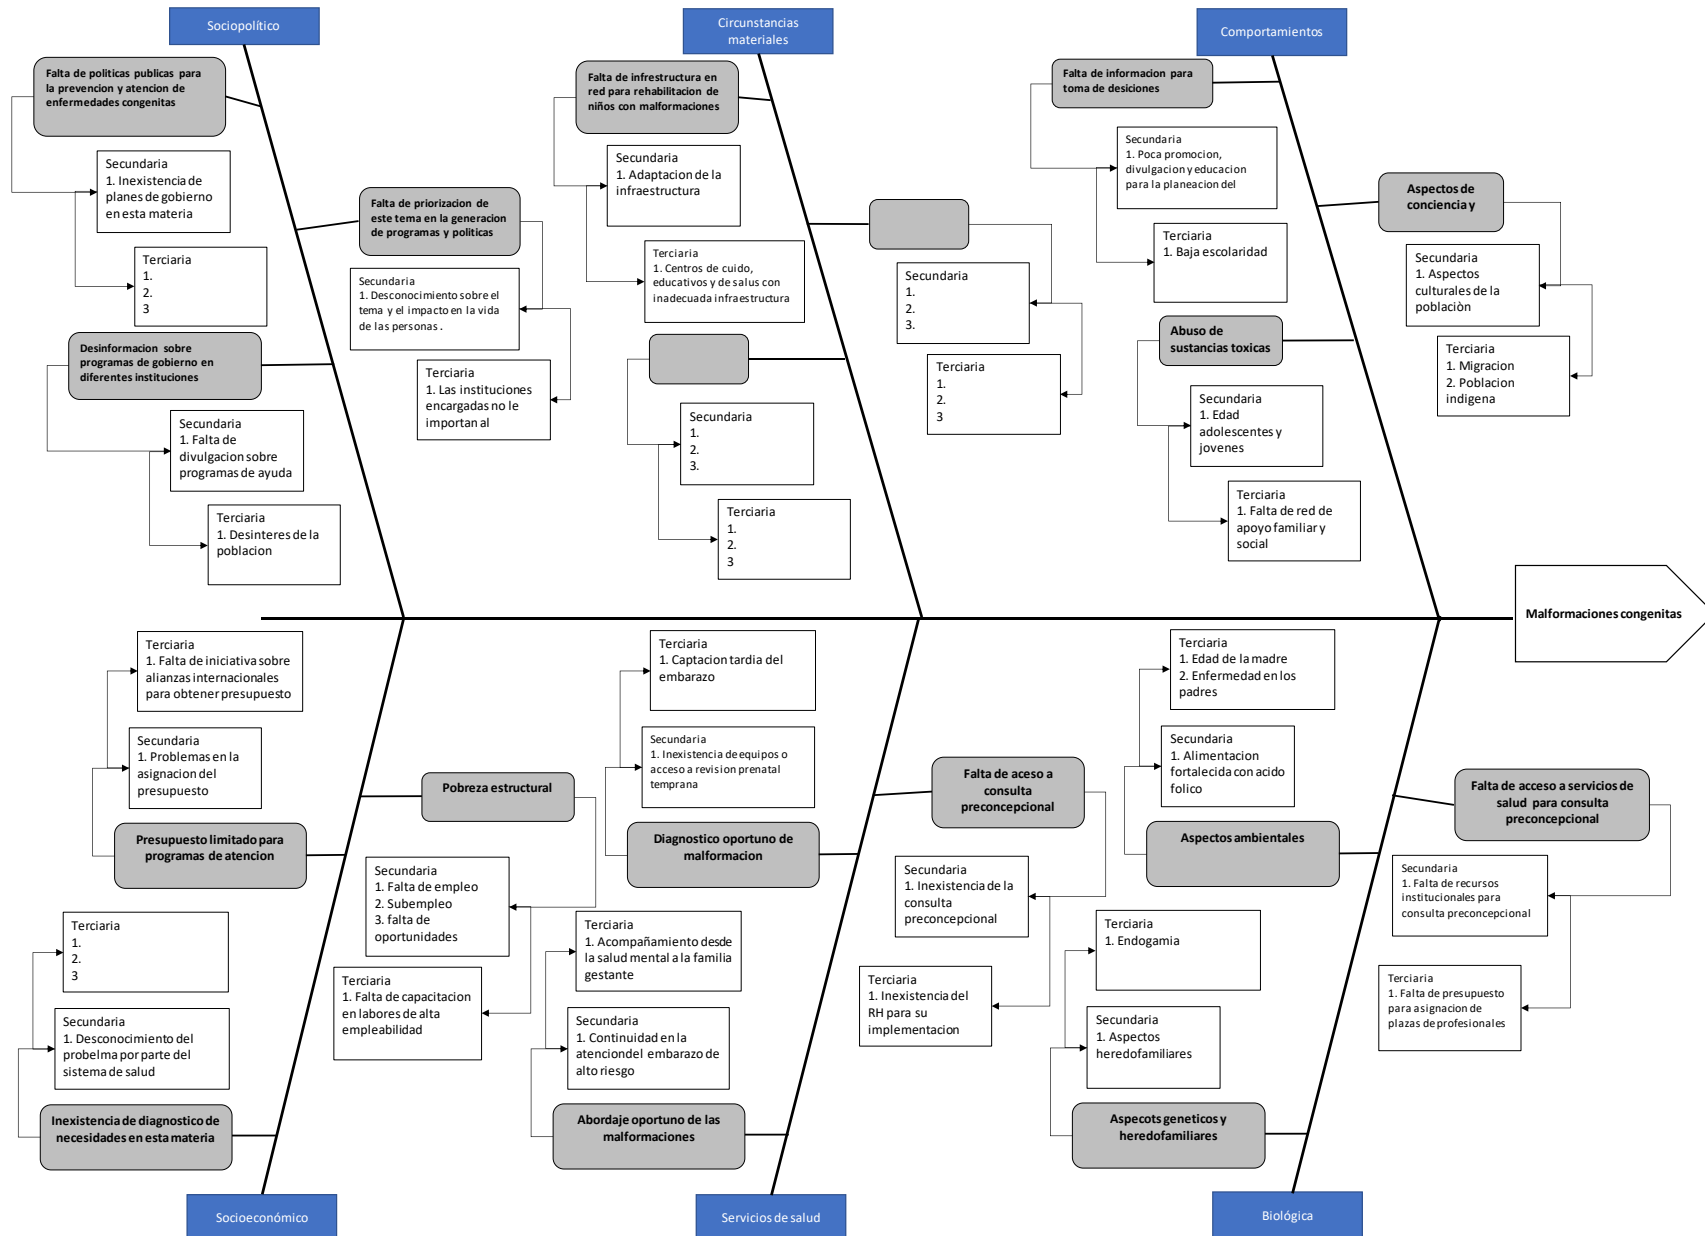 Sociopolítico
Circunstancias
materiales
Comportamientos
Falta de politicas publicas para
la prevencion y atencion de
enfermedades congenitas
Secundaria
1. Inexistencia de
planes de gobierno
en esta materia
Terciaria
1.
2.
3
Falta de priorizacion de
este tema en la generacion
de programas y politicas
Secundaria
1. Desconocimiento sobre el
tema y el impacto en la vida
de las personas .
Terciaria
1. Las instituciones
encargadas no le
importan al
Desinformacion sobre
programas de gobierno en
diferentes instituciones
Secundaria
1. Falta de
divulgacion sobre
programas de ayuda
Terciaria
1. Desinteres de la
poblacion
Falta de infrestructura en
red para rehabilitacion de
niños con malformaciones
Secundaria
1. Adaptacion de la
infraestructura
Terciaria
1. Centros de cuido,
educativos y de salus con
inadecuada infraestructura
Secundaria
1.
2.
3.
Terciaria
1.
2.
3
Secundaria
1.
2.
3.
Terciaria
1.
2.
3
Falta de informacion para
toma de desiciones
Secundaria
1. Poca promocion,
divulgacion y educacion
para la planeacion del
Terciaria
1. Baja escolaridad
Aspectos de
conciencia y
Secundaria
1. Aspectos
culturales de la
poblaciòn
Terciaria
1. Migracion
2. Poblacion
indigena
Abuso de
sustancias toxicas
Secundaria
1. Edad
adolescentes y
jovenes
Terciaria
1. Falta de red de
apoyo familiar y
social
Malformaciones congenitas
Terciaria
1. Falta de iniciativa sobre
alianzas internacionales
para obtener presupuesto
Secundaria
1. Problemas en la
asignacion del
presupuesto
Presupuesto limitado para
programas de atencion
Pobreza estructural
Secundaria
1. Falta de empleo
2. Subempleo
3. falta de
oportunidades
Terciaria
1. Falta de capacitacion
en labores de alta
empleabilidad
Terciaria
1.
2.
3
Secundaria
1. Desconocimiento del
probelma por parte del
sistema de salud
Inexistencia de diagnostico de
necesidades en esta materia
Terciaria
1. Captacion tardia del
embarazo
Secundaria
1. Inexistencia de equipos o
acceso a revision prenatal
temprana
Diagnostico oportuno de
malformacion
Falta de aceso a
consulta
preconcepcional
Secundaria
1. Inexistencia de la
consulta
preconcepcional
Terciaria
1. Inexistencia del
RH para su
implementacion
Terciaria
1. Acompañamiento desde
la salud mental a la familia
gestante
Secundaria
1. Continuidad en la
atenciondel embarazo de
alto riesgo
Abordaje oportuno de las
malformaciones
Terciaria
1. Edad de la madre
2. Enfermedad en los
padres
Secundaria
1. Alimentacion
fortalecida con acido
folico
Aspectos ambientales
Falta de acceso a servicios de
salud para consulta
preconcepcional
Secundaria
1. Falta de recursos
institucionales para
consulta preconcepcional
Terciaria
1. Falta de presupuesto
para asignacion de
plazas de profesionales
Terciaria
1. Endogamia
Secundaria
1. Aspectos
heredofamiliares
Aspecots geneticos y
heredofamiliares
Socioeconómico
Servicios de salud
Biológica